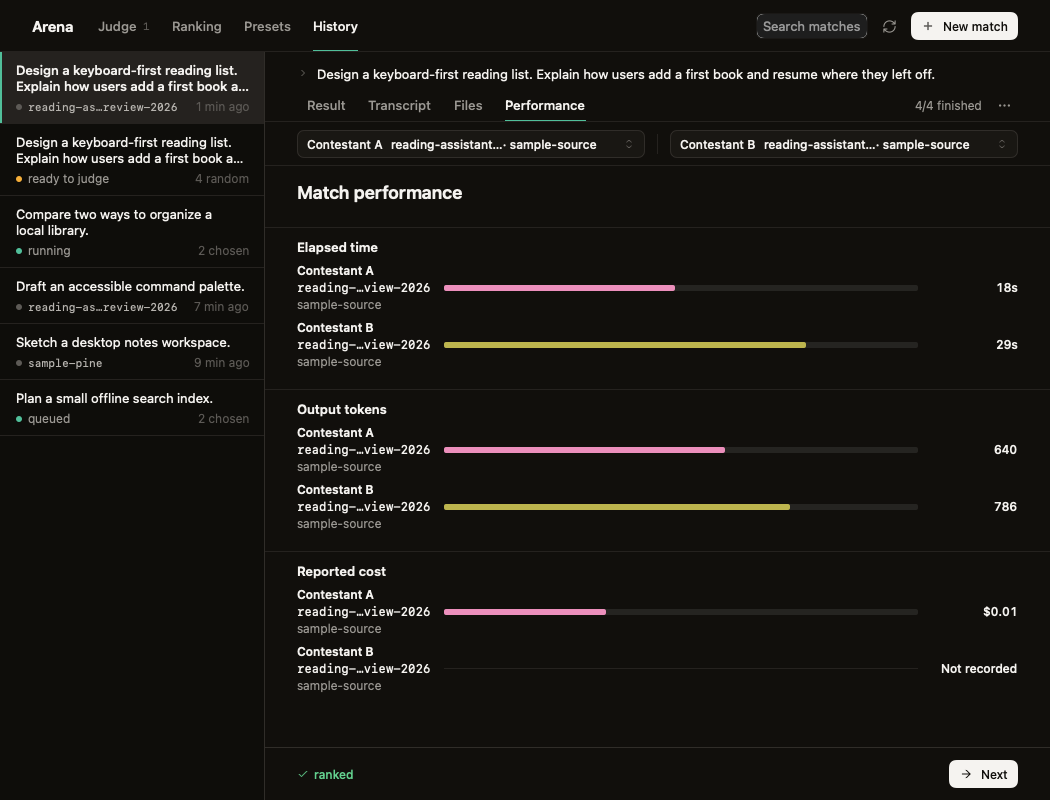 Arena
Judge 1
Ranking
Presets
History
Search matches
+ New match
Design a keyboard-first reading list.
Explain how users add a first book a...
reading-as…review-2026 1 min ago
Design a keyboard-first reading list.
Explain how users add a first book a...
ready to judge 4 random
Compare two ways to organize a
local library.
running 2 chosen
Draft an accessible command palette.
reading-as…review-2026 7 min ago
Sketch a desktop notes workspace.
sample-pine 9 min ago
Plan a small offline search index.
queued 2 chosen
Design a keyboard-first reading list. Explain how users add a first book and resume where they left off.
Result
Transcript
Files
Performance
4/4 finished ...
Contestant A reading-assistant...· sample-source
Contestant B reading-assistant...· sample-source
Match performance
Elapsed time
Contestant A
reading-…view-2026 18s
sample-source
Contestant B
reading-…view-2026 29s
sample-source
Output tokens
Contestant A
reading-…view-2026 640
sample-source
Contestant B
reading-…view-2026 786
sample-source
Reported cost
Contestant A
reading-…view-2026 $0.01
sample-source
Contestant B
reading-…view-2026 Not recorded
sample-source
✓ ranked
→ Next